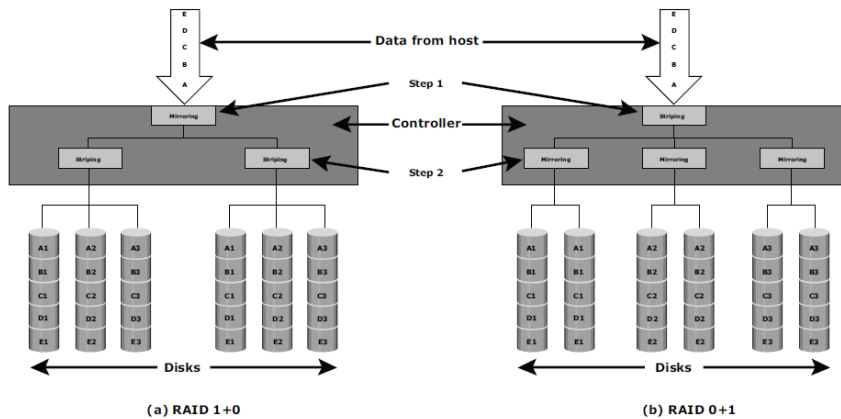 E E
D D
C Data from host C
B B
A A
Step 1
Mirroring Striping
Controller
Striping Striping Mirroring Mirroring Mirroring
Step 2
A1 A2 A3 A1 A2 A3 A1 A1 A2 A2 A3 A3
B1 B2 B3 B1 B2 B3 B1 B1 B2 B2 B3 B3
C1 C2 C3 C1 C2 C3 C1 C1 C2 C2 C3 C3
D1 D2 D3 D1 D2 D3 D1 D1 D2 D2 D3 D3
E1 E2 E3 E1 E2 E3 E1 E1 E2 E2 E3 E3
Disks Disks
(a) RAID 1+0 (b) RAID 0+1